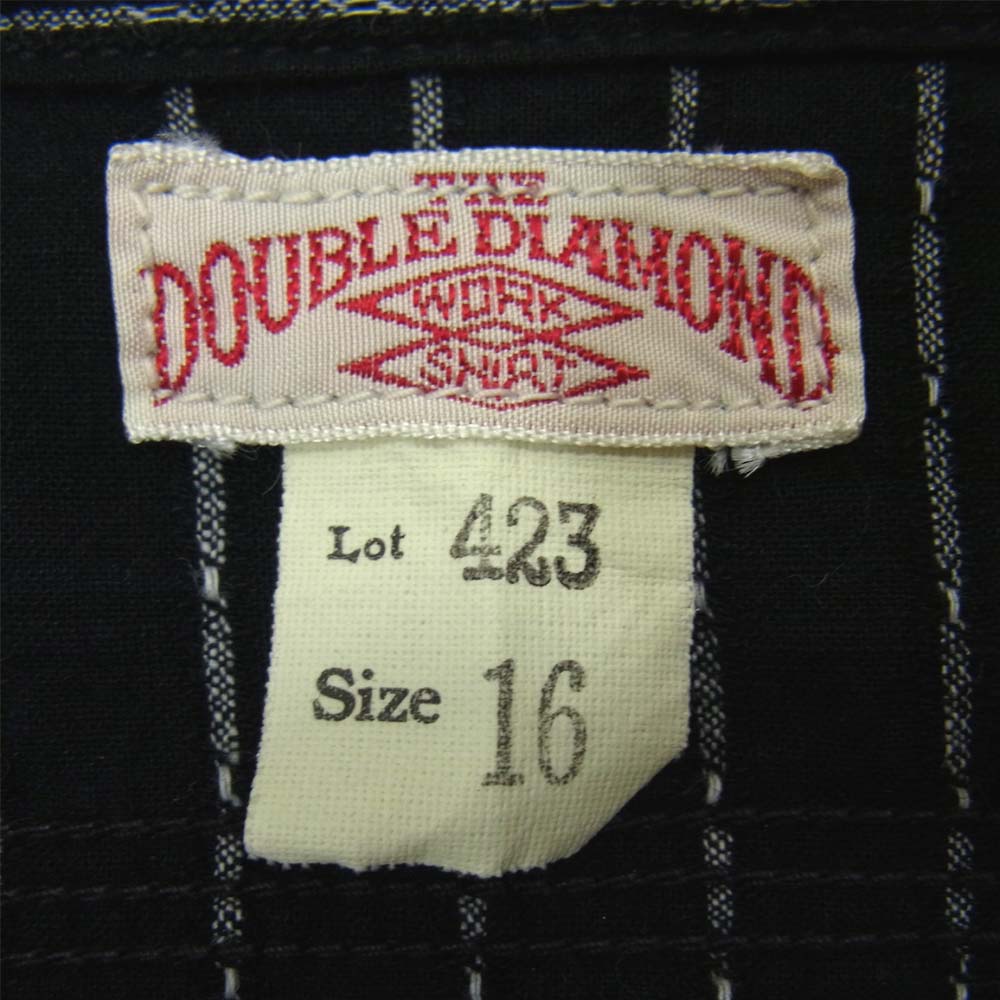 THE
DOUBLE DIAMOND
WORK
SHIRT
Lot 423
Size 16